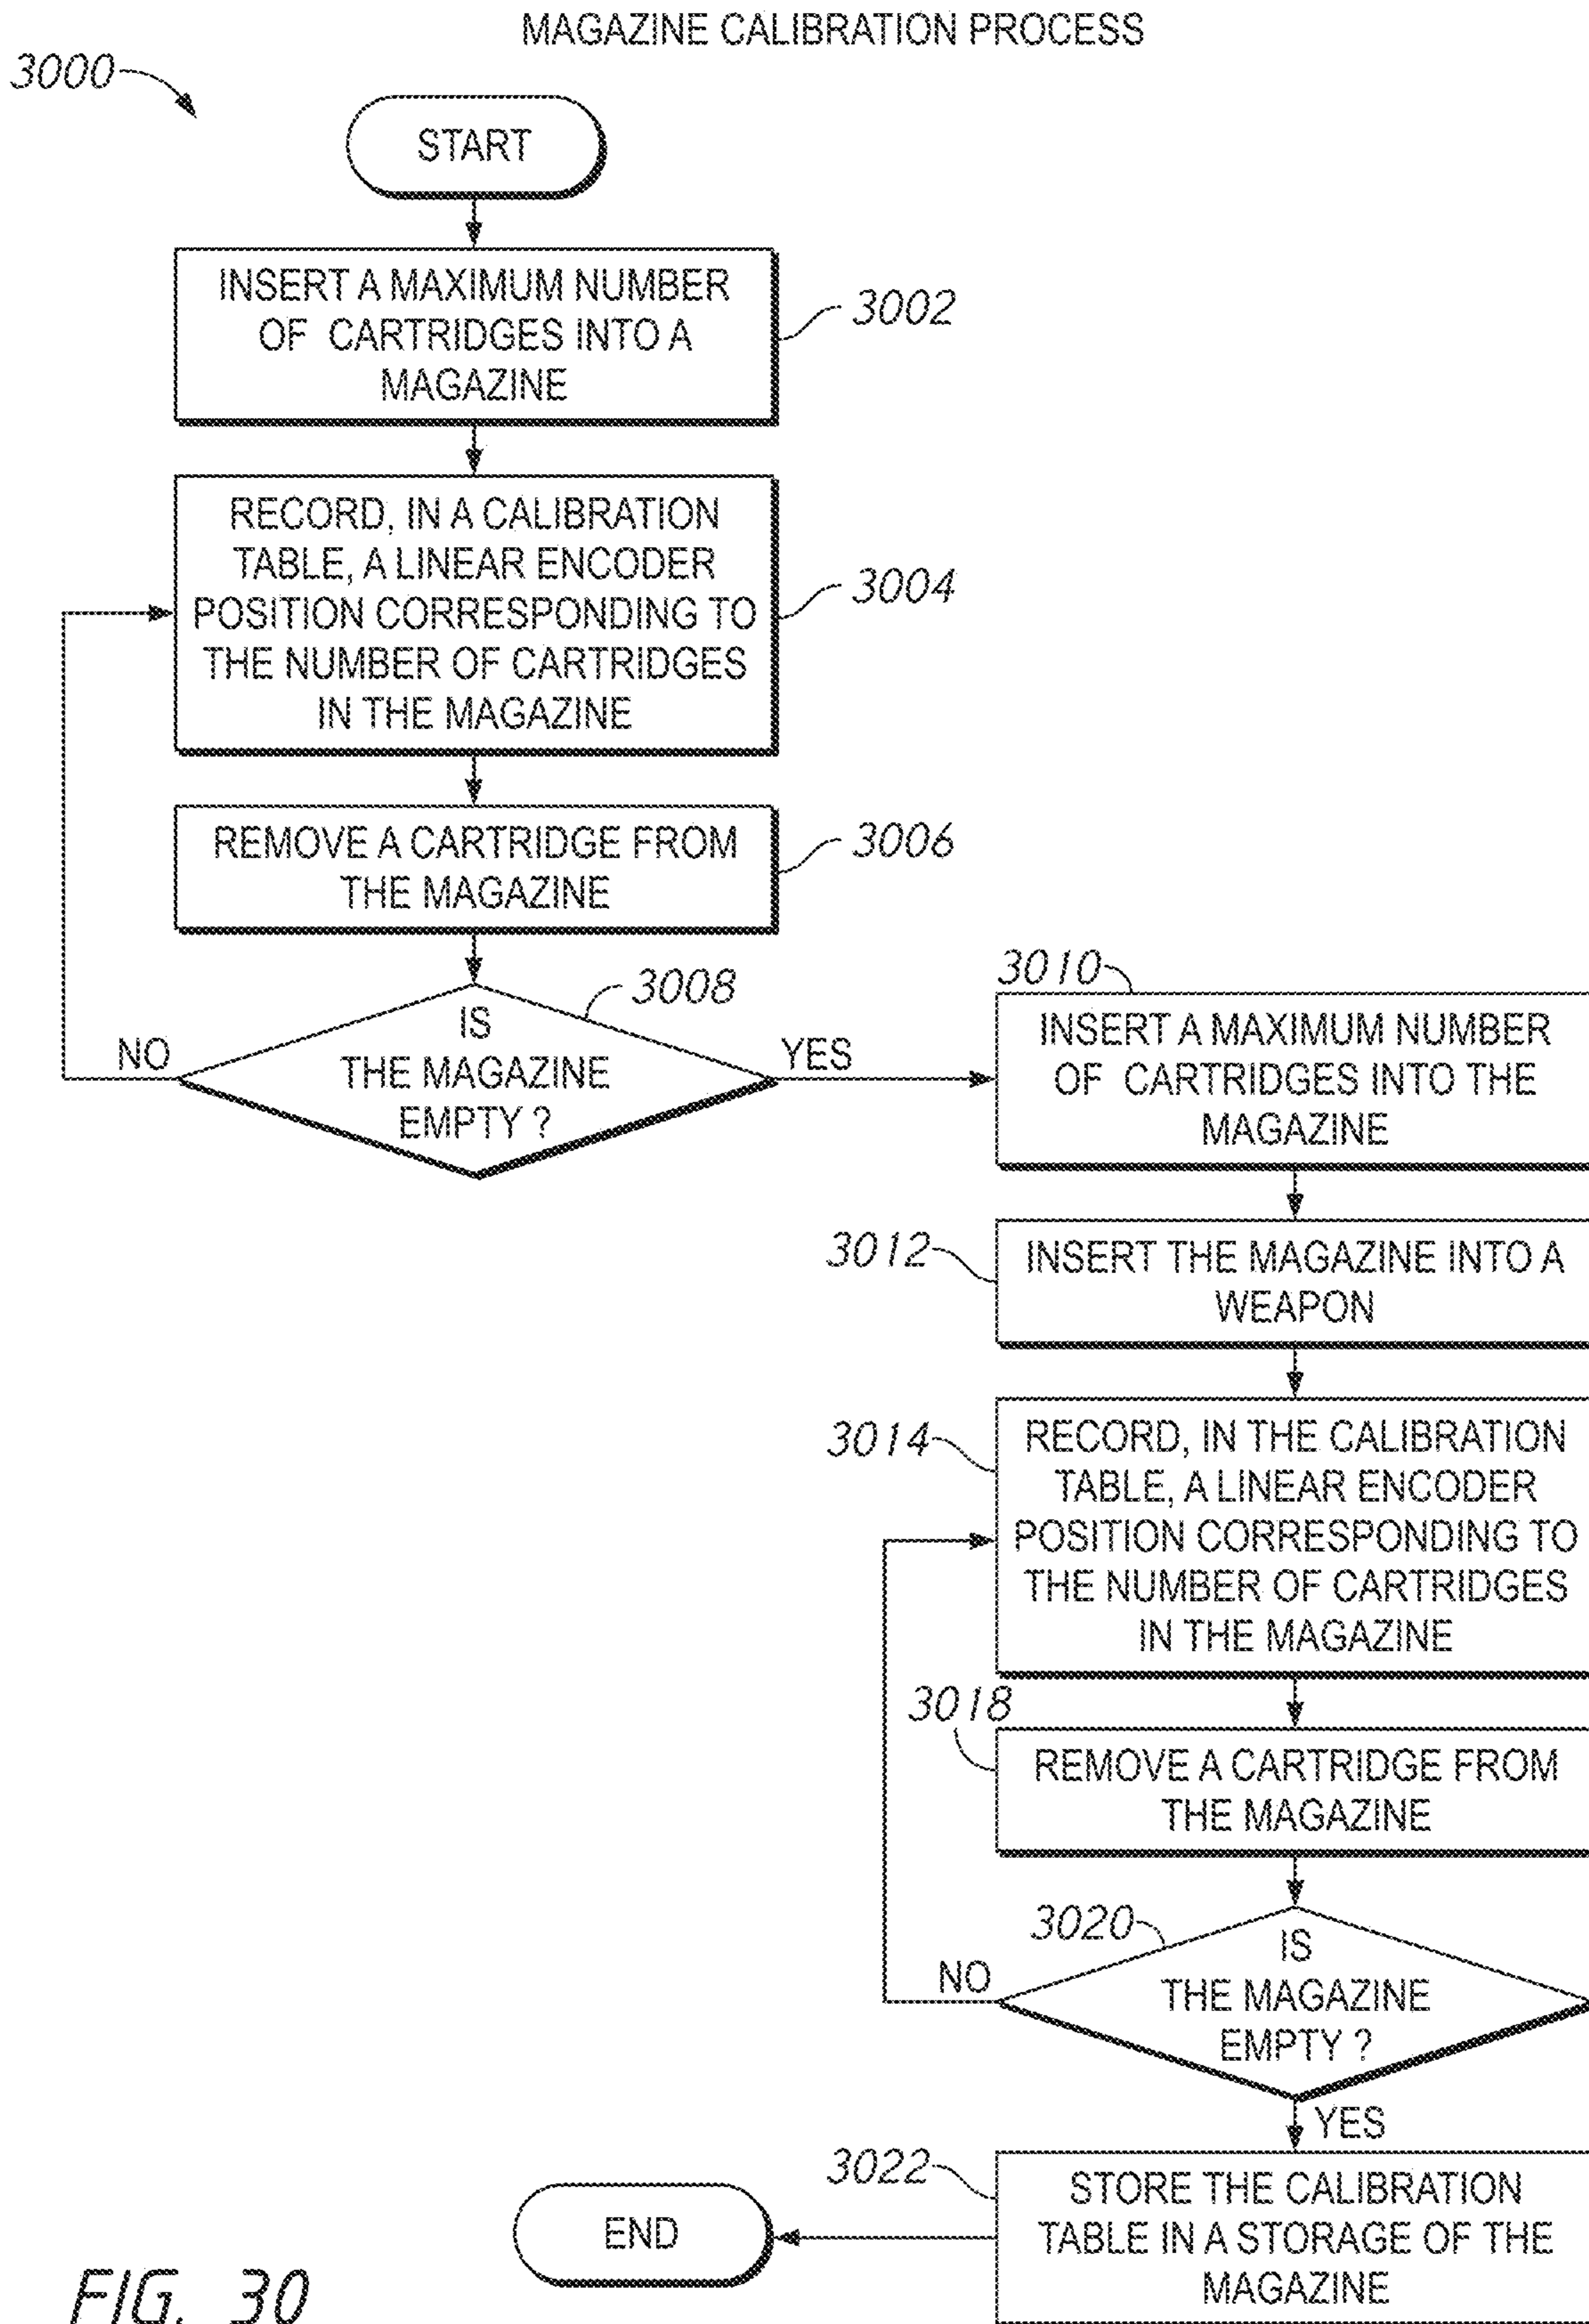 MAGAZINE CALIBRATION PROCESS
3000
START
INSERT A MAXIMUM NUMBER
OF CARTRIDGES INTO A
MAGAZINE
3002
RECORD, IN A CALIBRATION
TABLE, A LINEAR ENCODER
POSITION CORRESPONDING TO
THE NUMBER OF CARTRIDGES
IN THE MAGAZINE
3004
REMOVE A CARTRIDGE FROM
THE MAGAZINE
3006
3008
IS
THE MAGAZINE
EMPTY ?
NO
YES
3010
INSERT A MAXIMUM NUMBER
OF CARTRIDGES INTO THE
MAGAZINE
3012
INSERT THE MAGAZINE INTO A
WEAPON
3014
RECORD, IN THE CALIBRATION
TABLE, A LINEAR ENCODER
POSITION CORRESPONDING TO
THE NUMBER OF CARTRIDGES
IN THE MAGAZINE
3018
REMOVE A CARTRIDGE FROM
THE MAGAZINE
3020
IS
THE MAGAZINE
EMPTY ?
NO
YES
3022
STORE THE CALIBRATION
TABLE IN A STORAGE OF THE
MAGAZINE
END
FIG. 30